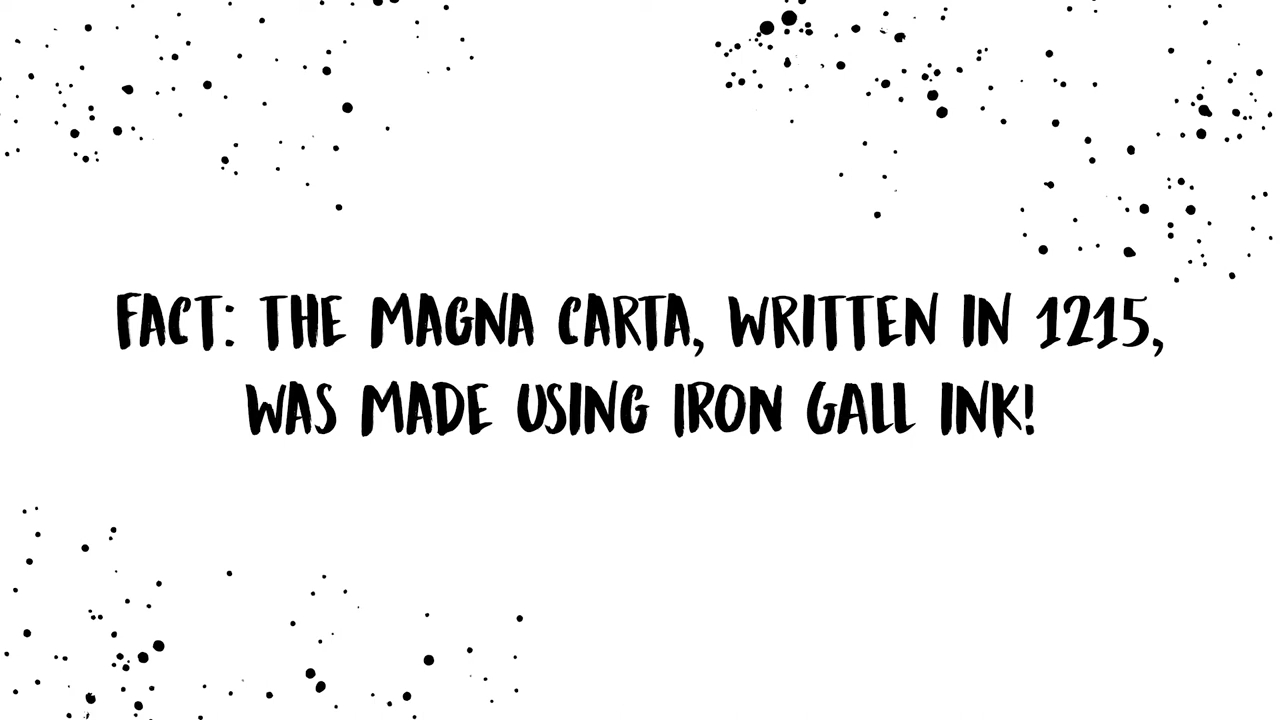 FACT: THE MAGNA CARTA, WRITTEN IN 1215,
WAS MADE USING IRON GALL INK!